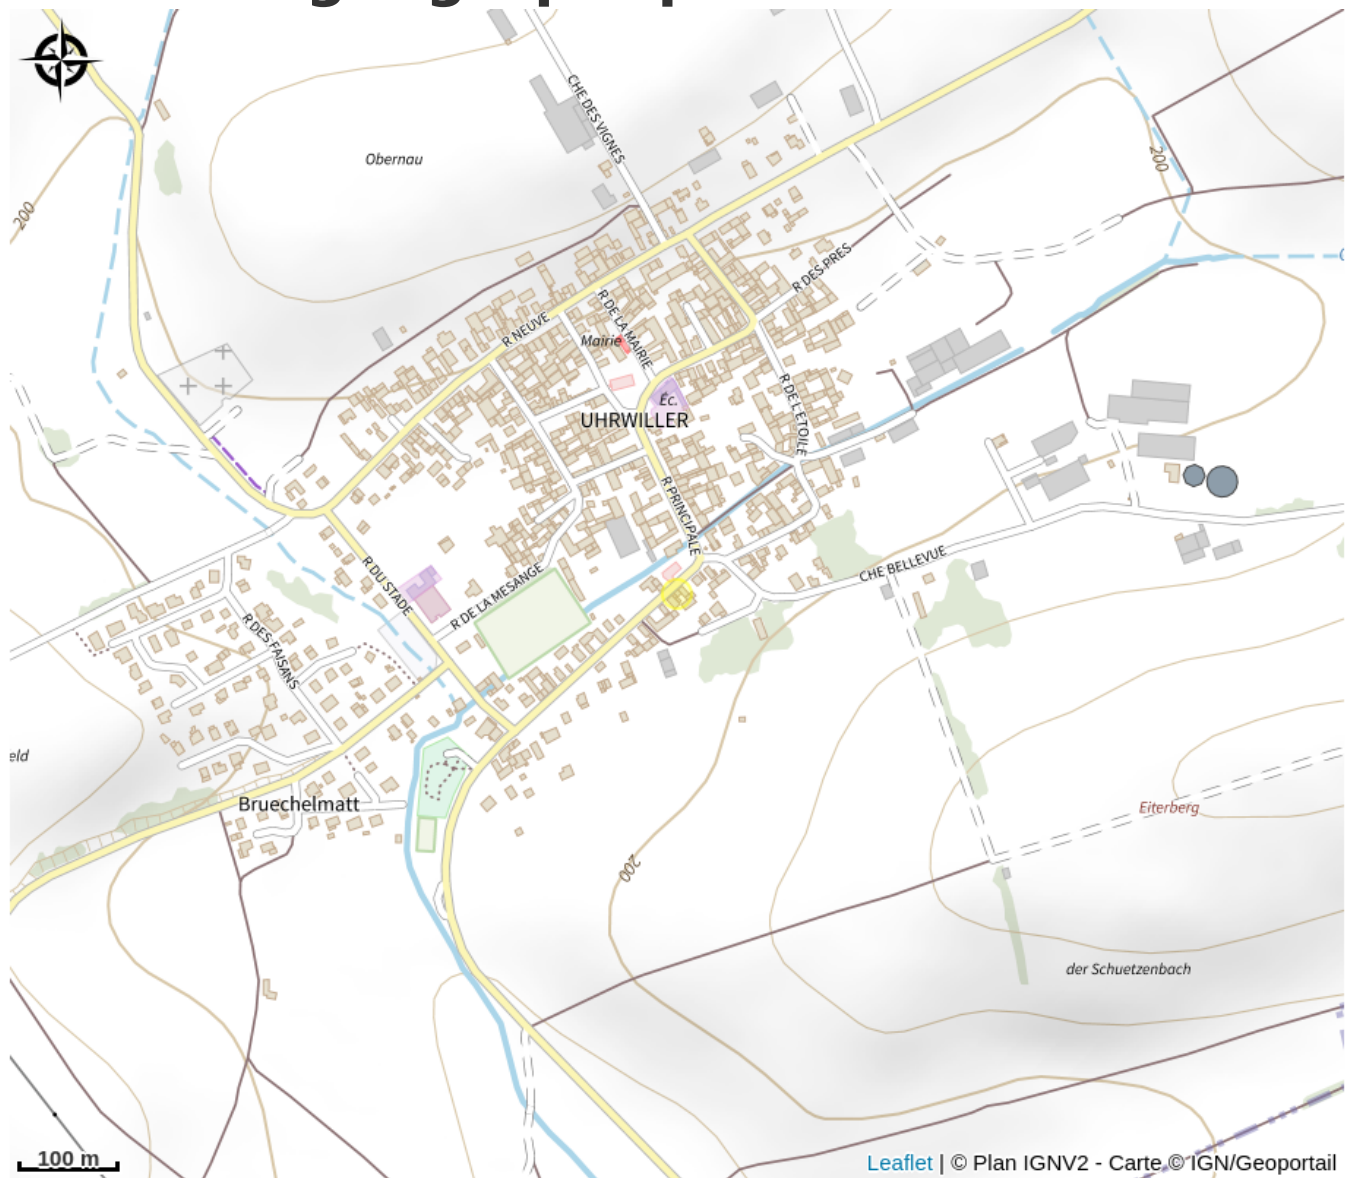 Obernau
CHE DES VIGNES
200
200
R DES PRES
R DE LA MAIRIE
R NEUVE
Mairie
Éc.
UHRWILLER
R DE L'ETOILE
R PRINCIPALE
CHE BELLEVUE
R DU STADE
R DE LA MESANGE
R DES FAISANS
eld
Bruechelmatt
Eiterberg
200
der Schuetzenbach
100 m
Leaflet | © Plan IGNV2 - Carte © IGN/Geoportail